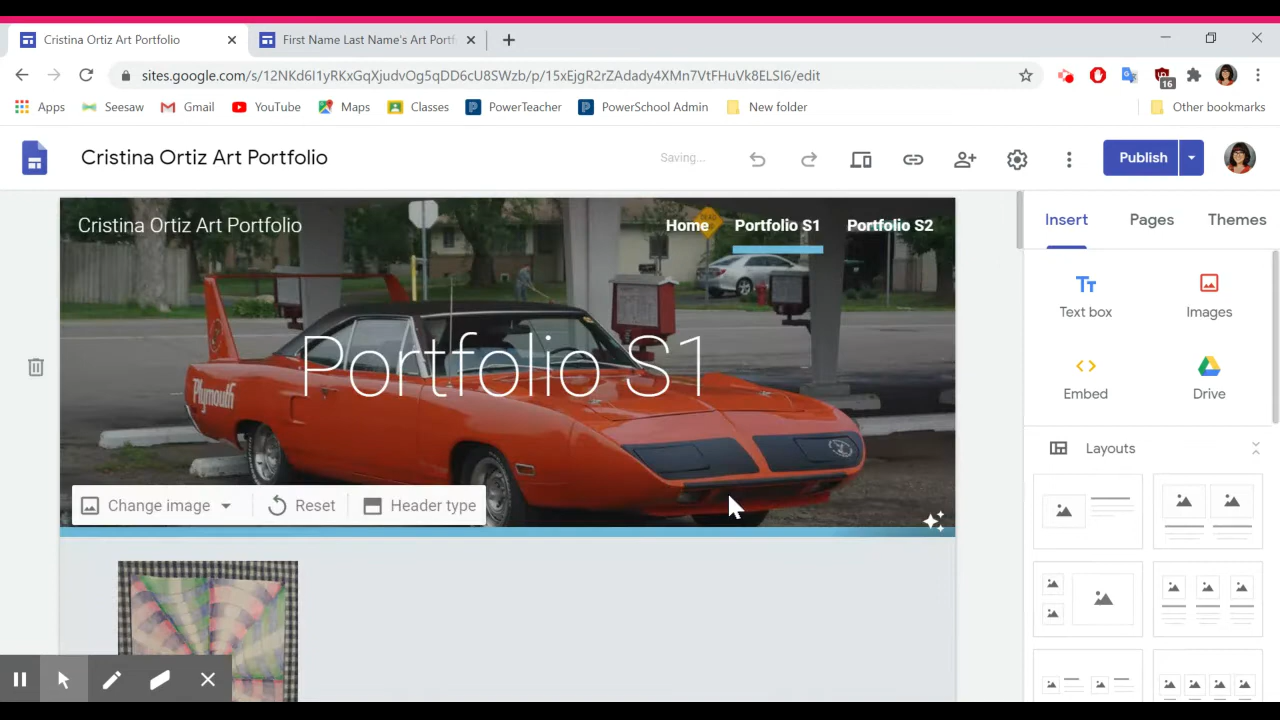 Cristina Ortiz Art Portfolio
First Name Last Name's Art Portf
sites.google.com/s/12NKd6l1yRKxGqXjudvOg5qDD6cU8SWzb/p/15xEjgR2rZAdady4XMn7VtFHuVk8ELSI6/edit
16
Apps Seesaw Gmail YouTube Maps Classes PowerTeacher PowerSchool Admin New folder Other bookmarks
Cristina Ortiz Art Portfolio
Saving...
Publish
Cristina Ortiz Art Portfolio
Home Portfolio S1 Portfolio S2
Insert Pages Themes
DEAD
Tт
Text box Images
Portfolio S1
Plymouth
Embed Drive
Layouts
Change image Reset Header type